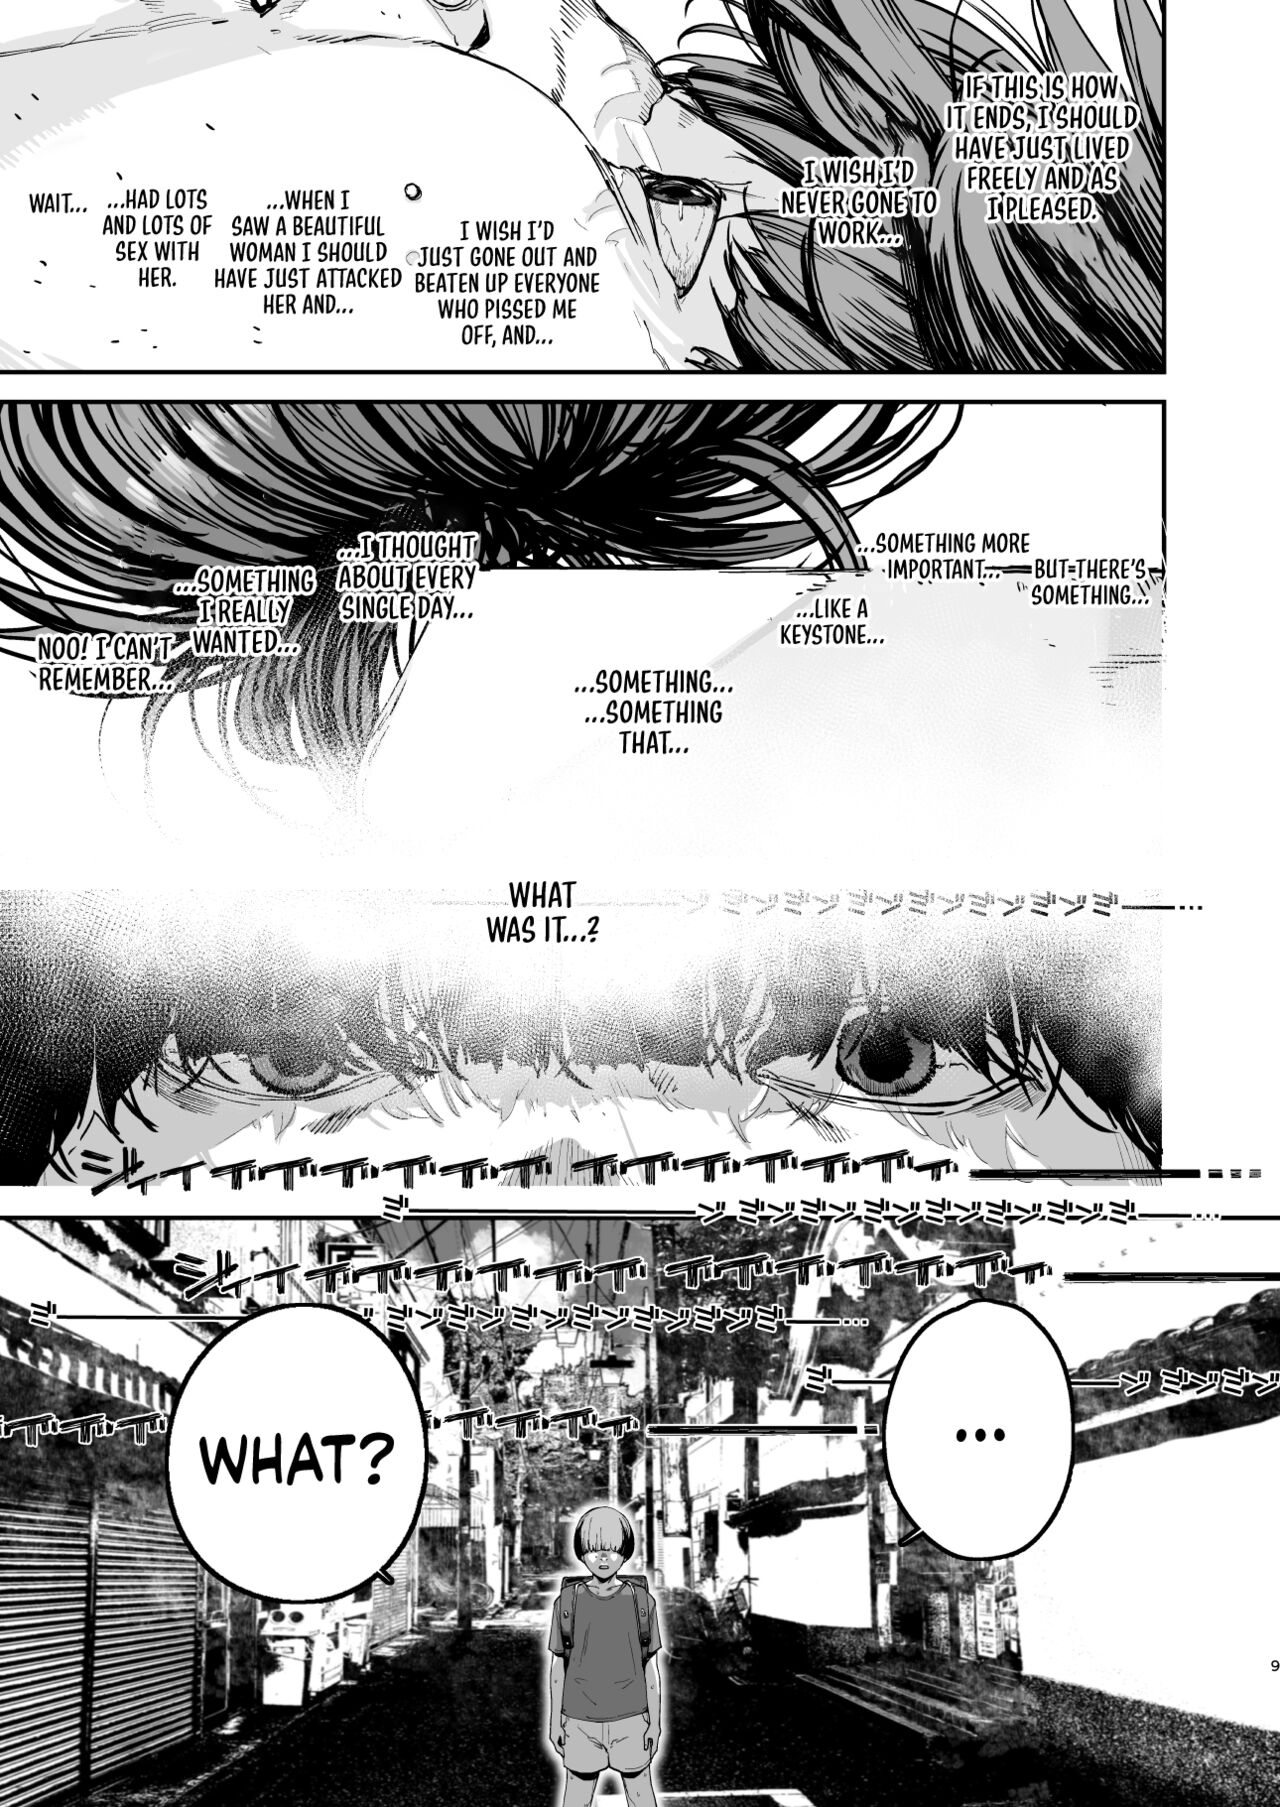 IF THIS IS HOW
IT ENDS, I SHOULD
HAVE JUST LIVED
FREELY AND AS
I PLEASED.
I WISH I'D
NEVER GONE TO
WORK...
I WISH I'D
JUST GONE OUT AND
BEATEN UP EVERYONE
WHO PISSED ME
OFF, AND...
...WHEN I
SAW A BEAUTIFUL
WOMAN I SHOULD
HAVE JUST ATTACKED
HER AND...
...HAD LOTS
AND LOTS OF
SEX WITH
HER.
WAIT...
BUT THERE'S
SOMETHING...
...SOMETHING MORE
IMPORTANT...
...LIKE A
KEYSTONE...
...SOMETHING...
...SOMETHING
THAT...
...I THOUGHT
ABOUT EVERY
SINGLE DAY...
...SOMETHING
I REALLY
WANTED...
NOO! I CAN'T
REMEMBER...
WHAT
WAS IT...?
...
WHAT?
9